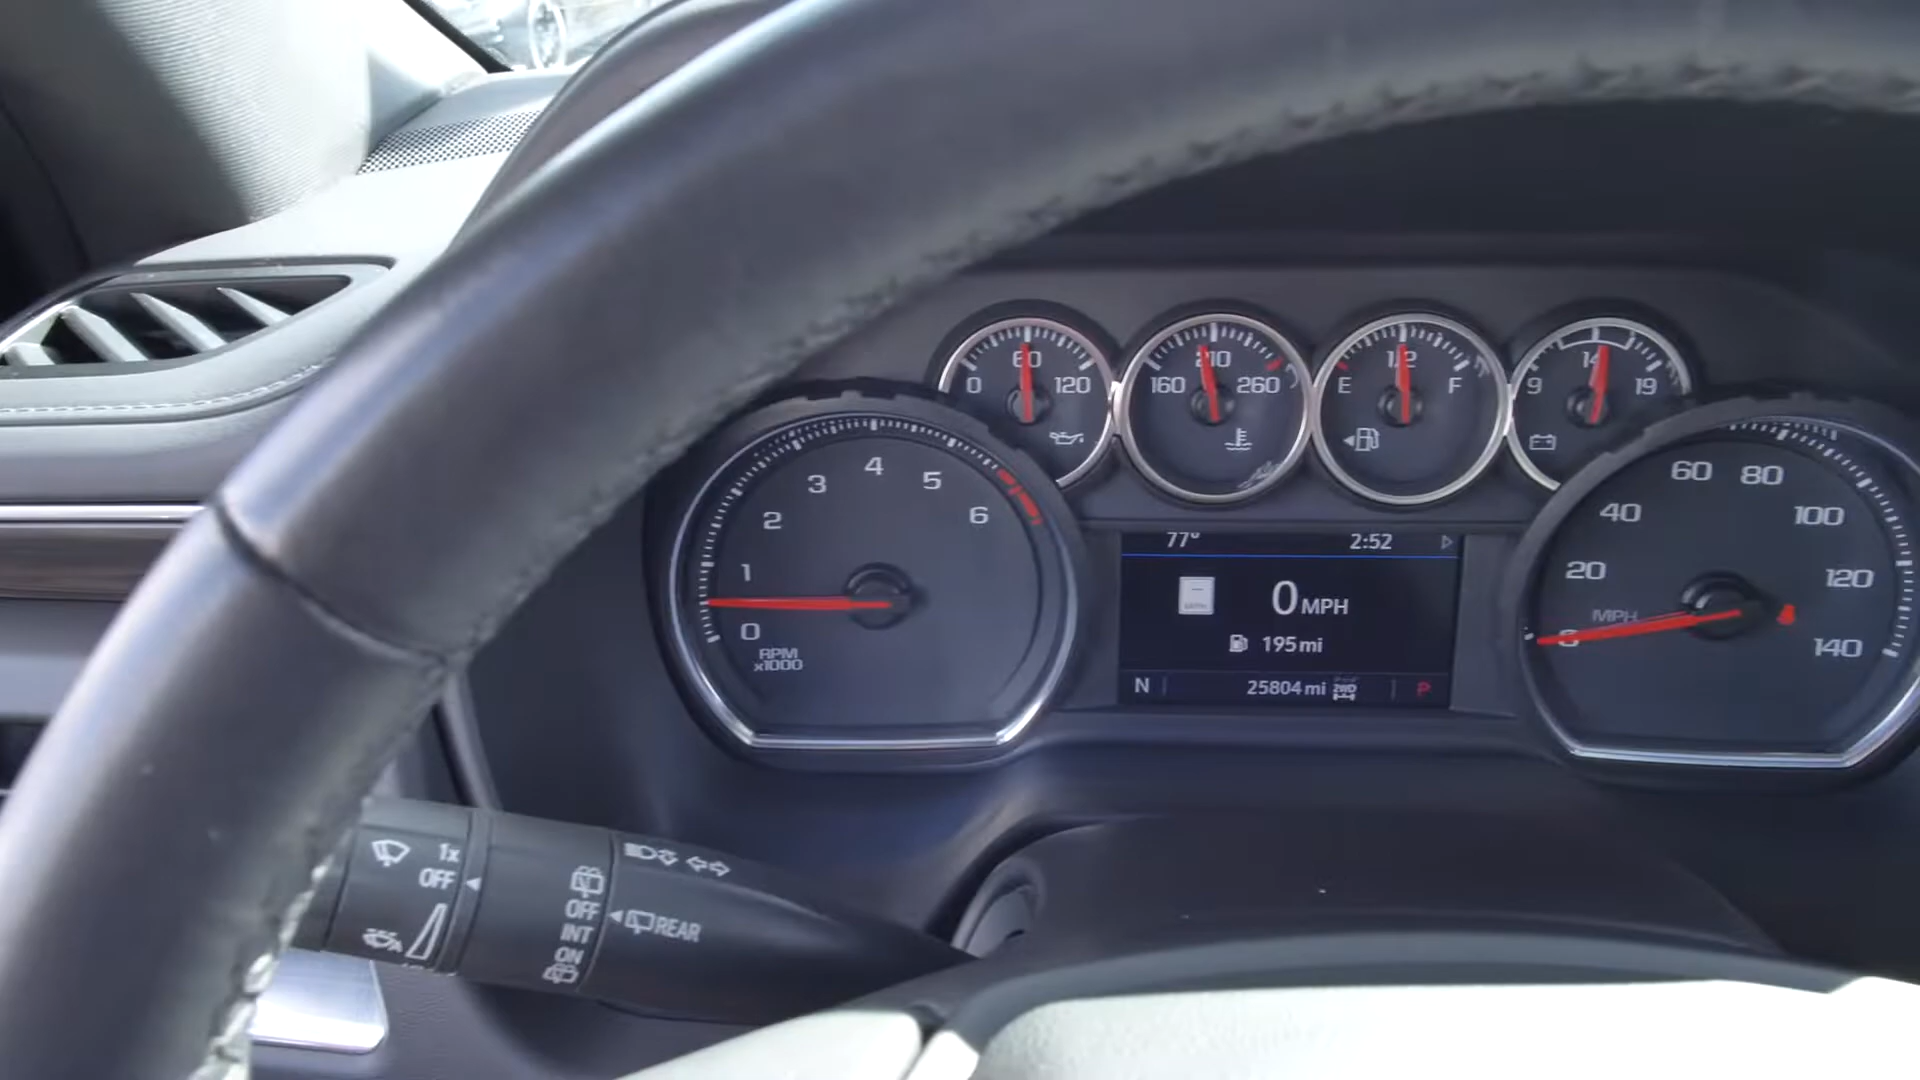 60
0 120
210
160 260
1/2
E F
14
9 19
4
3 5
2 6
1
0
RPM
x1000
77° 2:52
0 MPH
195 mi
N 25804 mi 2WD P
60 80
40 100
20 120
MPH
0 140
1x
OFF
OFF REAR
INT
ON